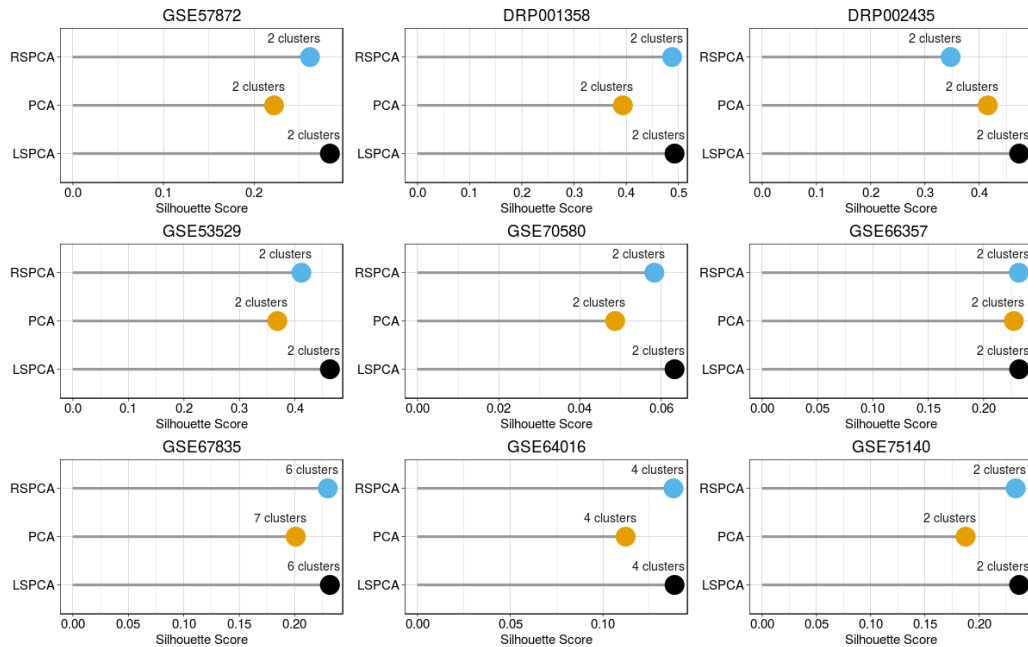 GSE57872
2 clusters
RSPCA
2 clusters
PCA
2 clusters
LSPCA
0.0 0.1 0.2
Silhouette Score
DRP001358
2 clusters
RSPCA
2 clusters
PCA
2 clusters
LSPCA
0.0 0.1 0.2 0.3 0.4 0.5
Silhouette Score
DRP002435
2 clusters
RSPCA
2 clusters
PCA
2 clusters
LSPCA
0.0 0.1 0.2 0.3 0.4
Silhouette Score
GSE53529
2 clusters
RSPCA
2 clusters
PCA
2 clusters
LSPCA
0.0 0.1 0.2 0.3 0.4
Silhouette Score
GSE70580
2 clusters
RSPCA
2 clusters
PCA
2 clusters
LSPCA
0.00 0.02 0.04 0.06
Silhouette Score
GSE66357
2 clusters
RSPCA
2 clusters
PCA
2 clusters
LSPCA
0.00 0.05 0.10 0.15 0.20
Silhouette Score
GSE67835
6 clusters
RSPCA
7 clusters
PCA
6 clusters
LSPCA
0.00 0.05 0.10 0.15 0.20
Silhouette Score
GSE64016
4 clusters
RSPCA
4 clusters
PCA
4 clusters
LSPCA
0.00 0.05 0.10
Silhouette Score
GSE75140
2 clusters
RSPCA
2 clusters
PCA
2 clusters
LSPCA
0.00 0.05 0.10 0.15 0.20
Silhouette Score